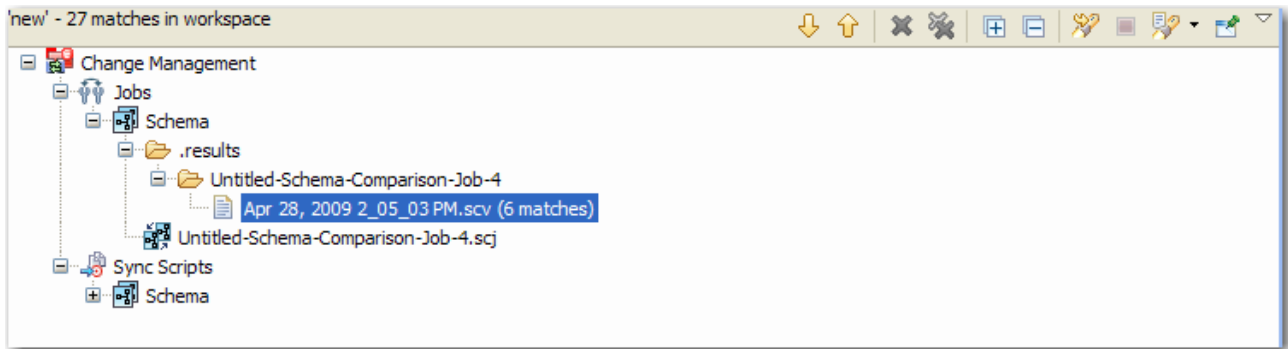 'new' - 27 matches in workspace
Change Management
Jobs
Schema
.results
Untitled-Schema-Comparison-Job-4
Apr 28, 2009 2_05_03 PM.scv (6 matches)
Untitled-Schema-Comparison-Job-4.scj
Sync Scripts
Schema